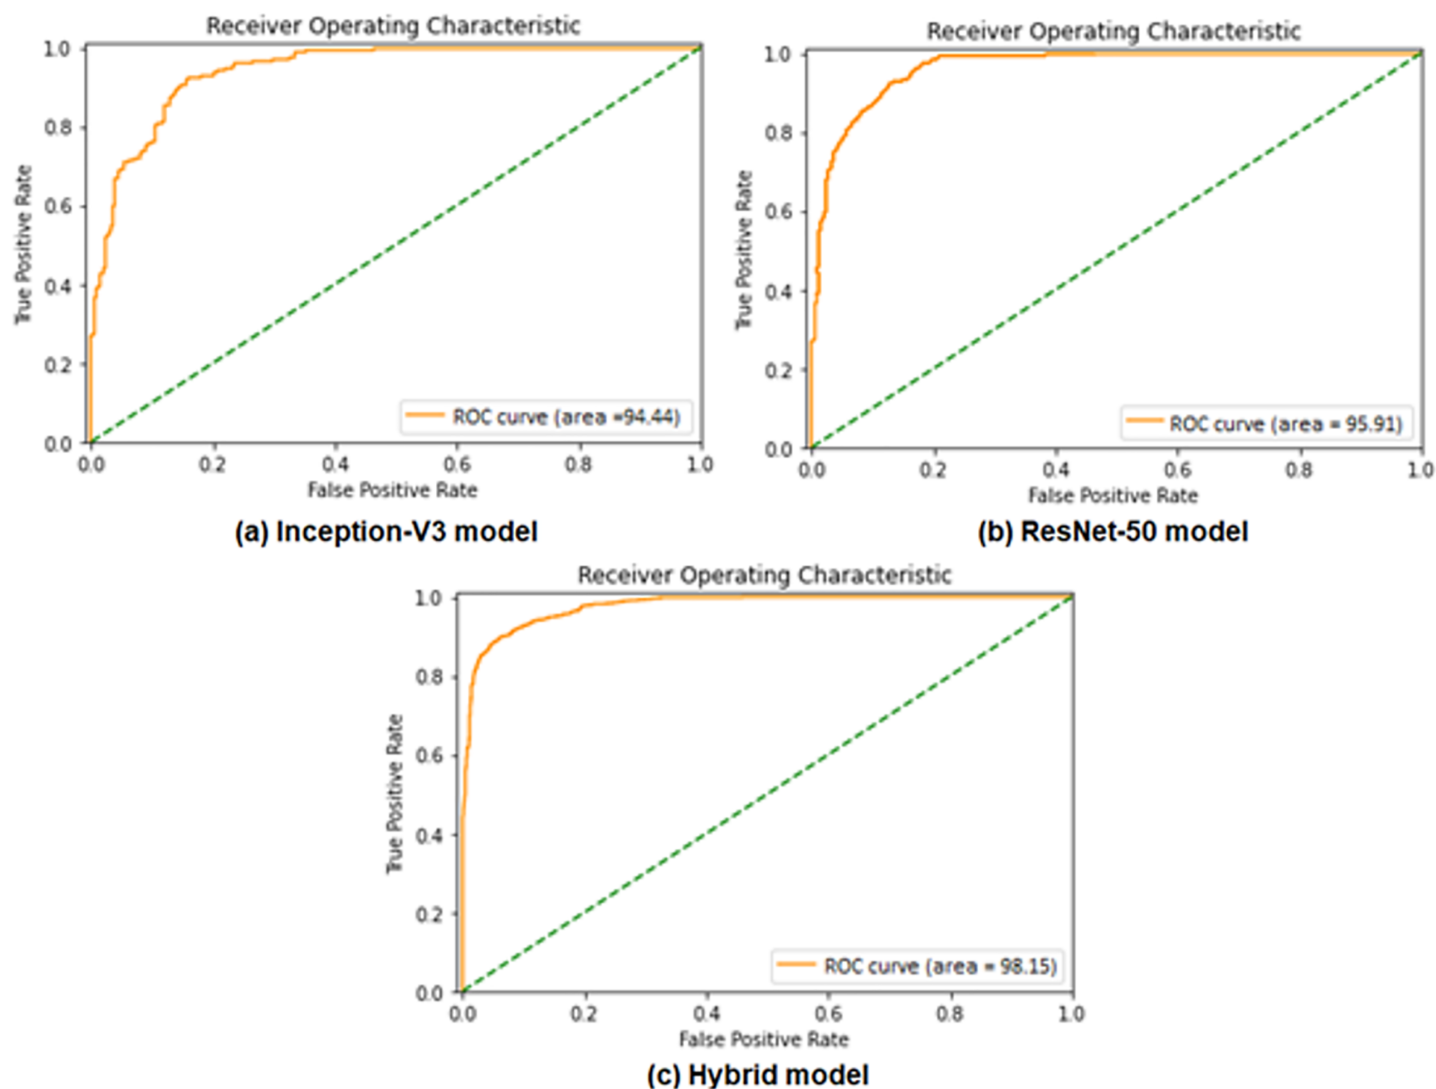 Receiver Operating Characteristic
1.0
0.8
0.6
0.4
0.2
0.0
True Positive Rate
ROC curve (area =94.44)
0.0 0.2 0.4 0.6 0.8 1.0
False Positive Rate
(a) Inception-V3 model
Receiver Operating Characteristic
1.0
0.8
0.6
0.4
0.2
0.0
True Positive Rate
ROC curve (area = 95.91)
0.0 0.2 0.4 0.6 0.8 1.0
False Positive Rate
(b) ResNet-50 model
Receiver Operating Characteristic
1.0
0.8
0.6
0.4
0.2
0.0
True Positive Rate
ROC curve (area = 98.15)
0.0 0.2 0.4 0.6 0.8 1.0
False Positive Rate
(c) Hybrid model